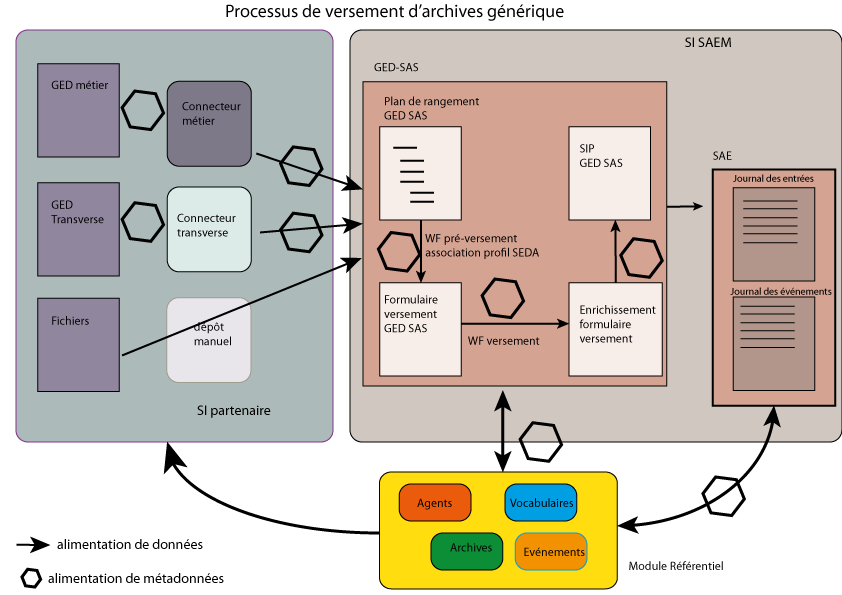 Processus de versement d’archives générique
SI SAEM
GED-SAS
GED métier
Connecteur
métier
GED
Transverse
Connecteur
transverse
Fichiers
dépôt
manuel
SI partenaire
Plan de rangement
GED SAS
SIP
GED SAS
WF pré-versement
association profil SEDA
Formulaire
versement
GED SAS
WF versement
Enrichissement
formulaire
versement
SAE
Journal des entrées
Journal des événements
Agents
Vocabulaires
Archives
Evénements
Module Référentiel
alimentation de données
alimentation de métadonnées